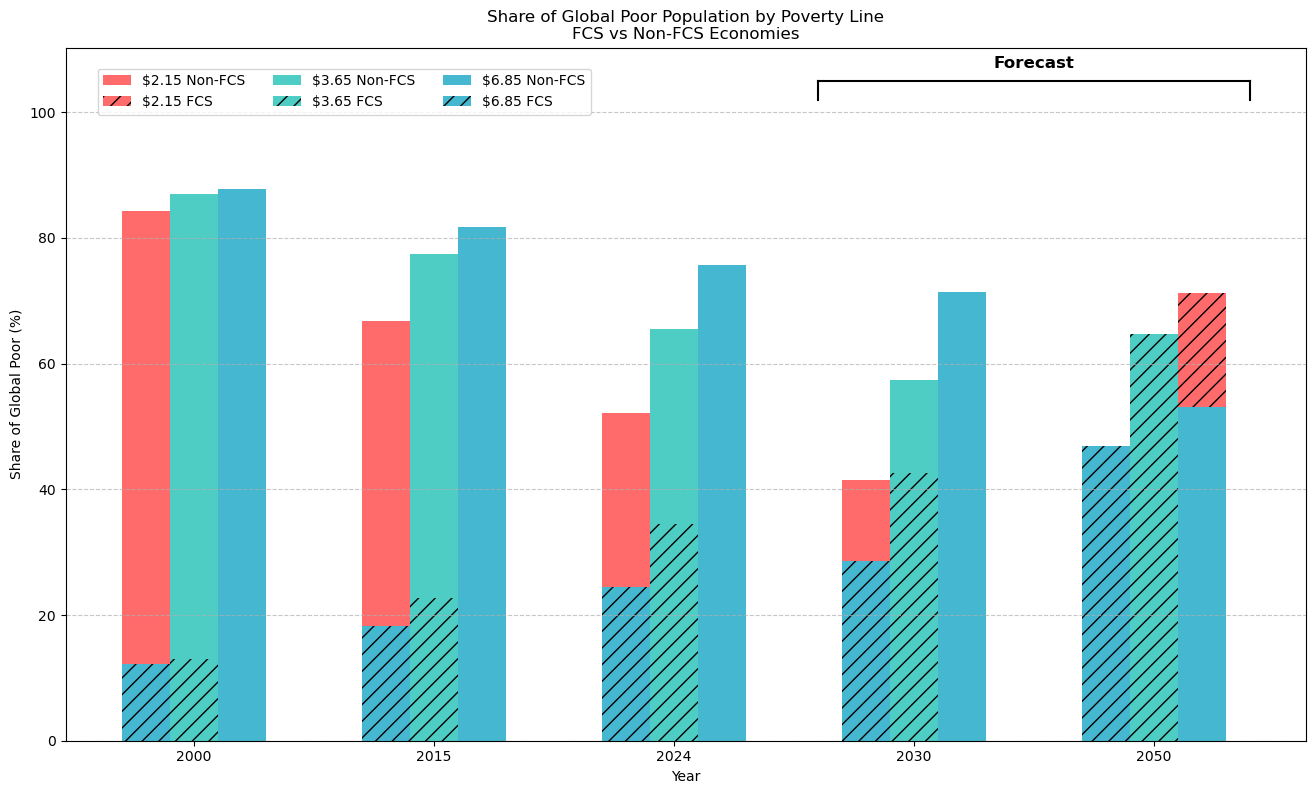 Share of Global Poor Population by Poverty Line
FCS vs Non-FCS Economies
Forecast
$2.15 Non-FCS
$3.65 Non-FCS
$6.85 Non-FCS
$2.15 FCS
$3.65 FCS
$6.85 FCS
Share of Global Poor (%)
100
80
60
40
20
0
2000
2015
2024
2030
2050
Year